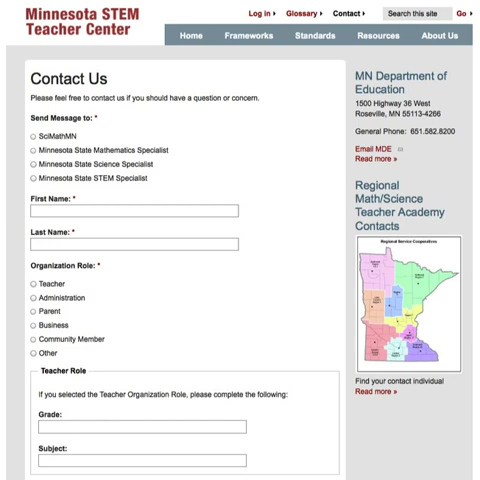 Minnesota STEM
Teacher Center
Log in
Glossary
Contact
Search this site
Go
Home
Frameworks
Standards
Resources
About Us
Contact Us
Please feel free to contact us if you should have a question or concern.
Send Message to: *
SciMathMN
Minnesota State Mathematics Specialist
Minnesota State Science Specialist
Minnesota State STEM Specialist
First Name: *
Last Name: *
Organization Role: *
Teacher
Administration
Parent
Business
Community Member
Other
Teacher Role
If you selected the Teacher Organization Role, please complete the following:
Grade:
Subject:
MN Department of
Education
1500 Highway 36 West
Roseville, MN 55113-4266
General Phone: 651.582.8200
Email MDE
Read more »
Regional
Math/Science
Teacher Academy
Contacts
Regional Service Cooperatives
Find your contact individual
Read more »